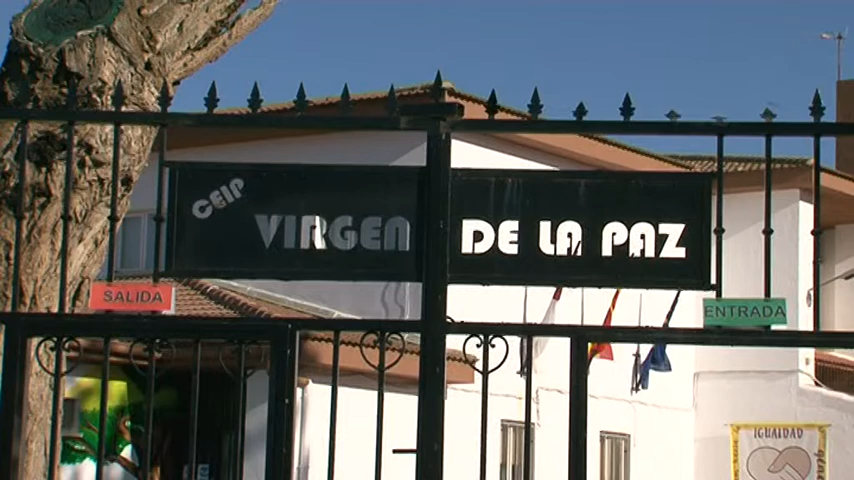 CEIP
VIRGEN DE LA PAZ
SALIDA
ENTRADA
IGUALDAD